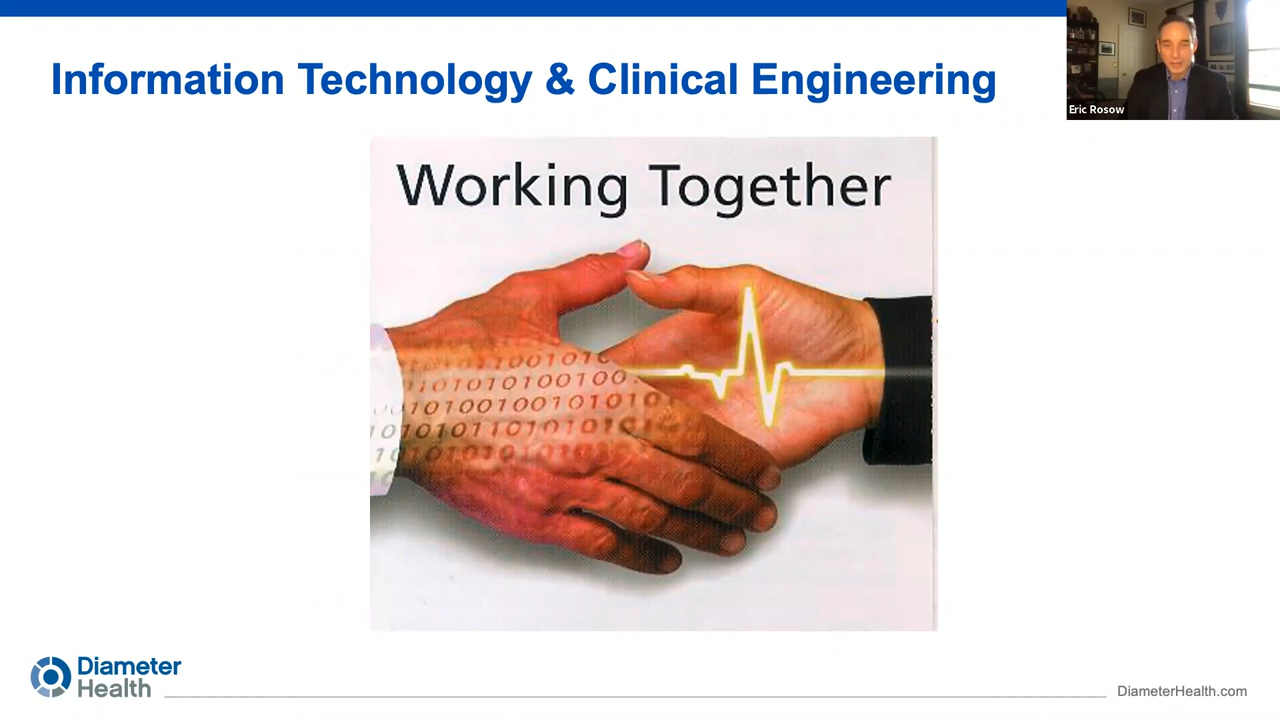 Information Technology & Clinical Engineering
Eric Rosow
Working Together
Diameter
Health
DiameterHealth.com